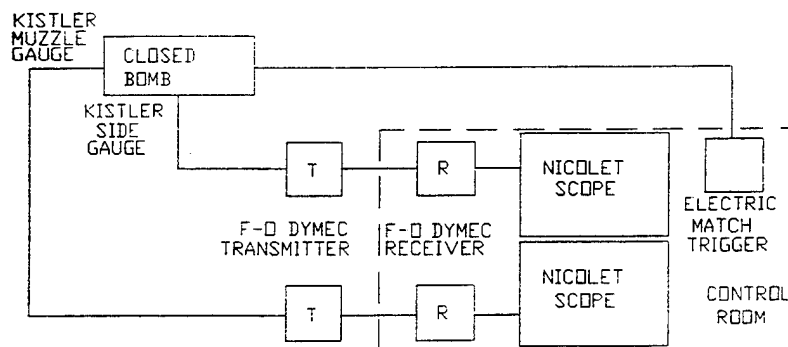 KISTLER
MUZZLE
GAUGE
CLOSED
BOMB
KISTLER
SIDE
GAUGE
T
R
NICOLET
SCOPE
ELECTRIC
MATCH
TRIGGER
F-O DYMEC
TRANSMITTER
F-O DYMEC
RECEIVER
T
R
NICOLET
SCOPE
CONTROL
ROOM